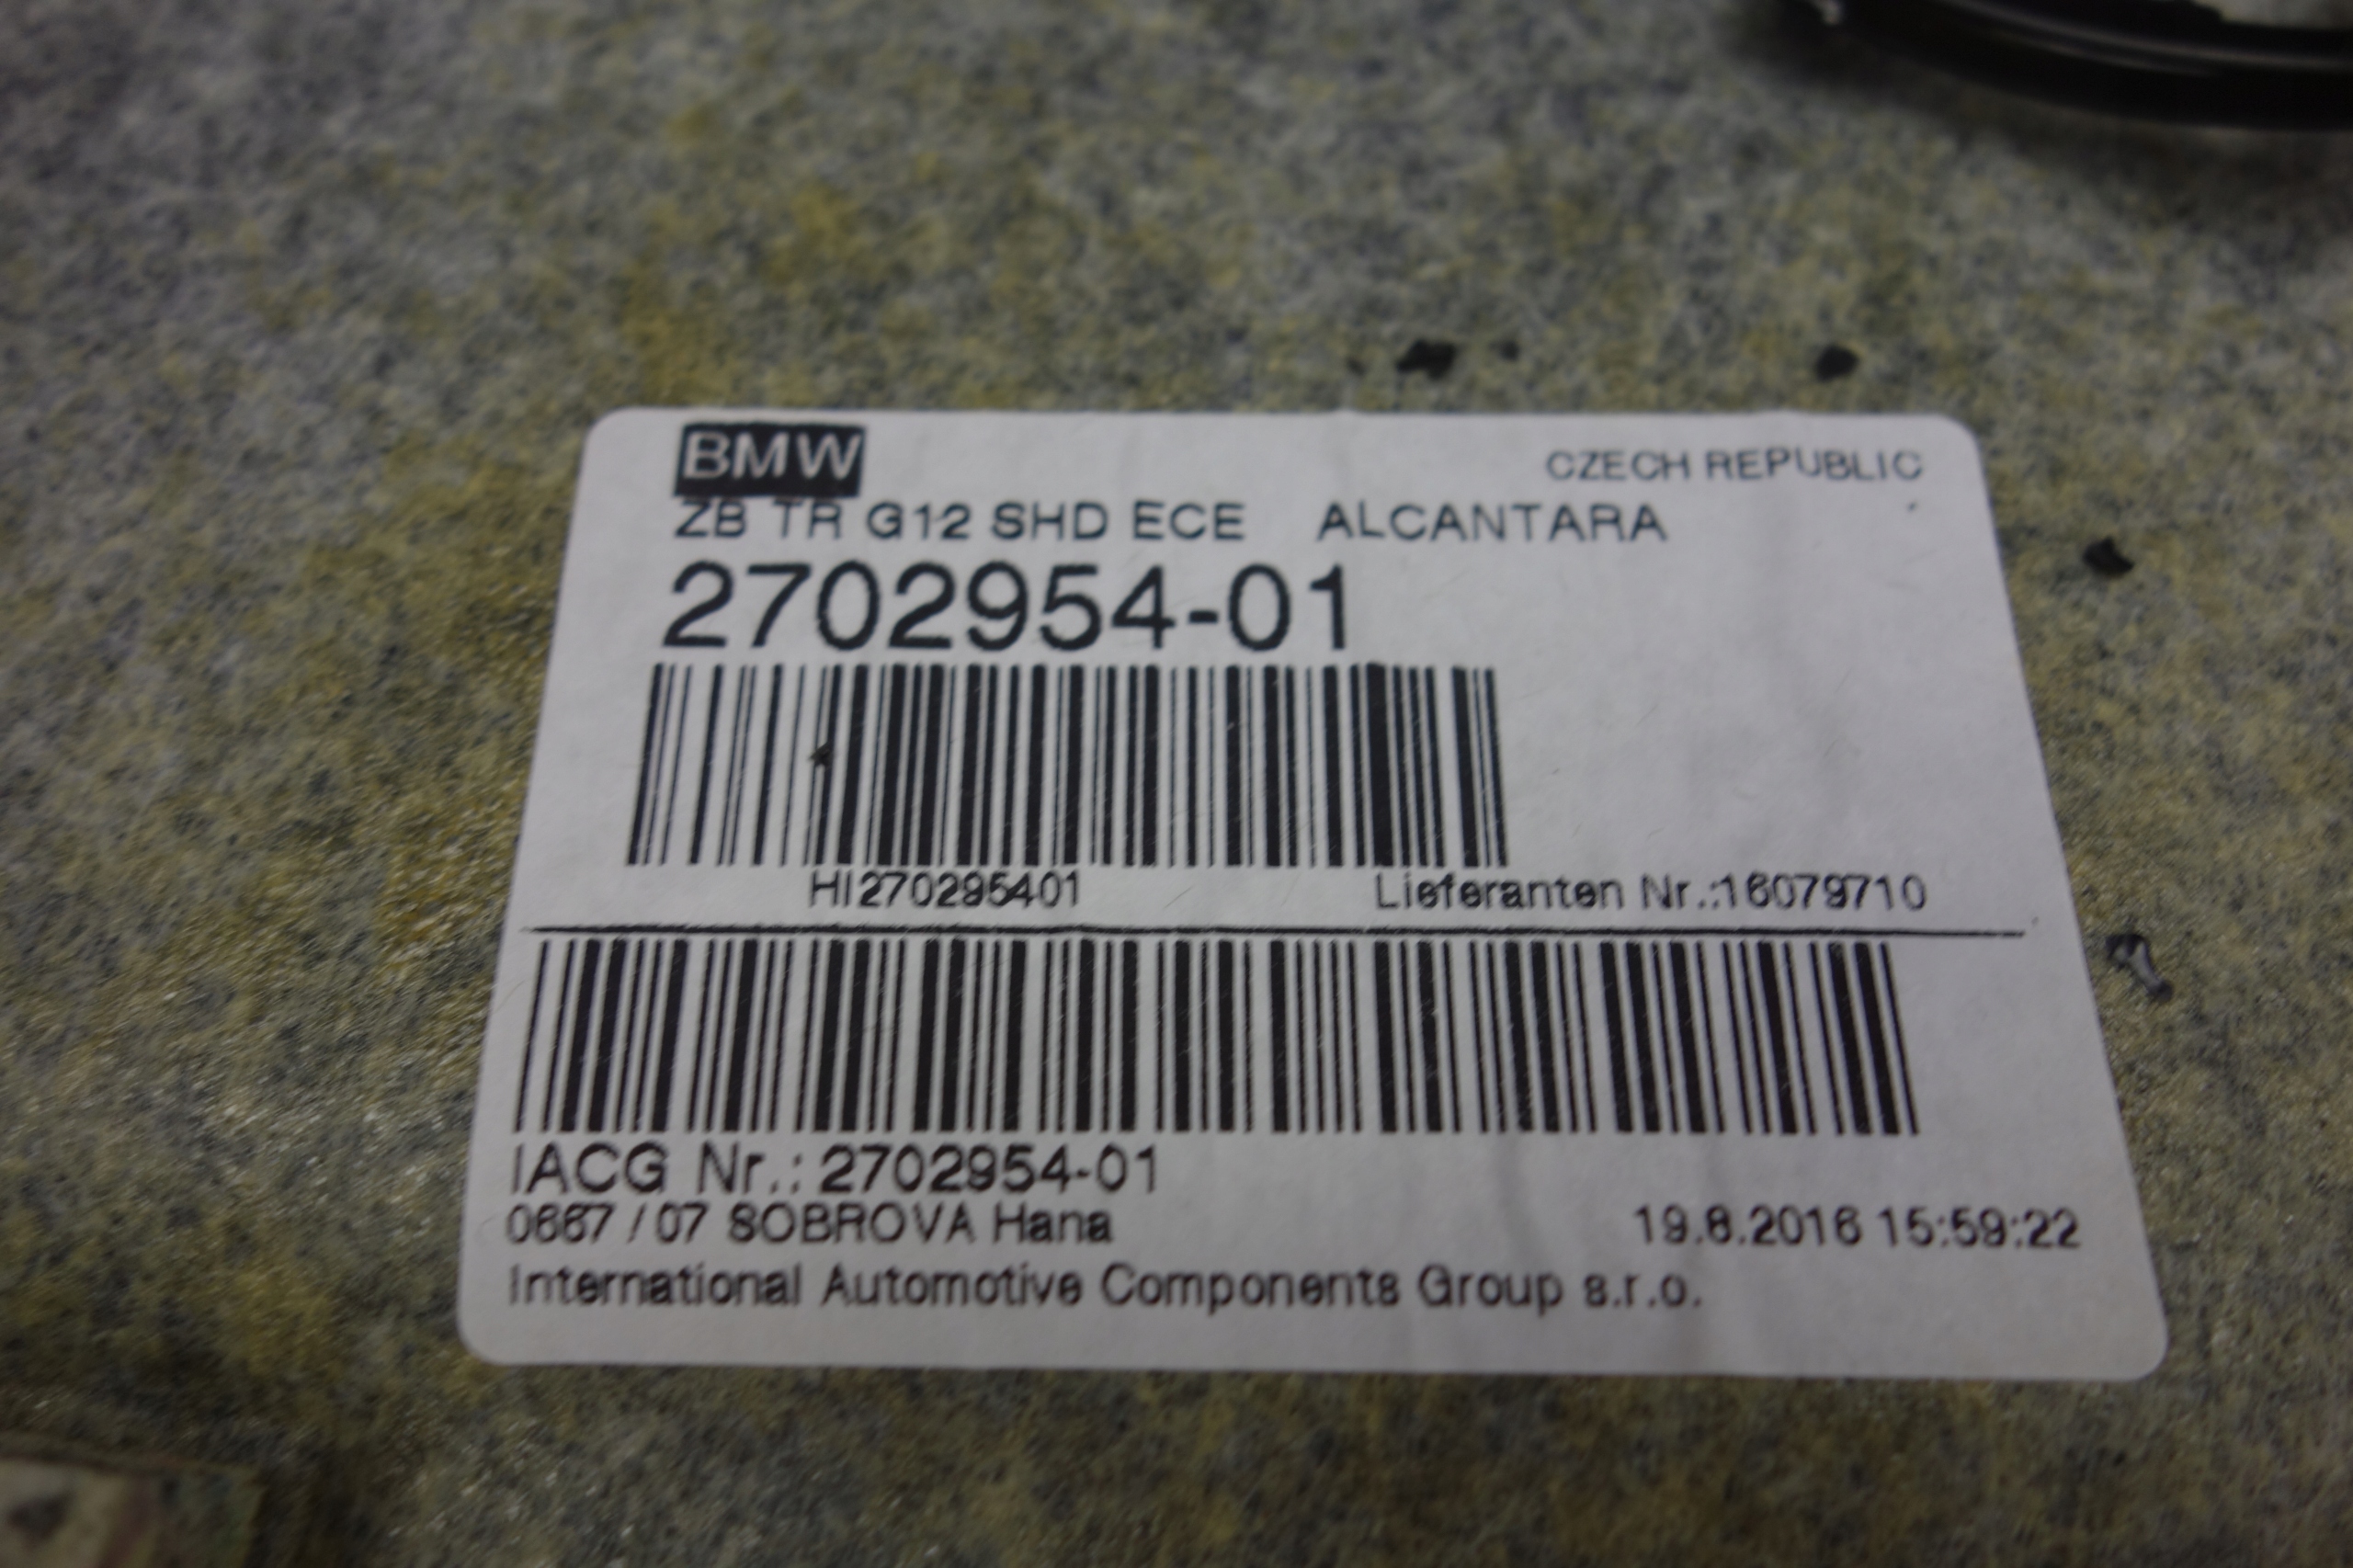 BMW
CZECH REPUBLIC
ZB TR G12 SHD ECE ALCANTARA
2702954-01
HI270295401
Lieferanten Nr.:16079710
IACG Nr.: 2702954-01
0667 / 07 SOBROVA Hana
19.8.2016 15:59:22
International Automotive Components Group s.r.o.